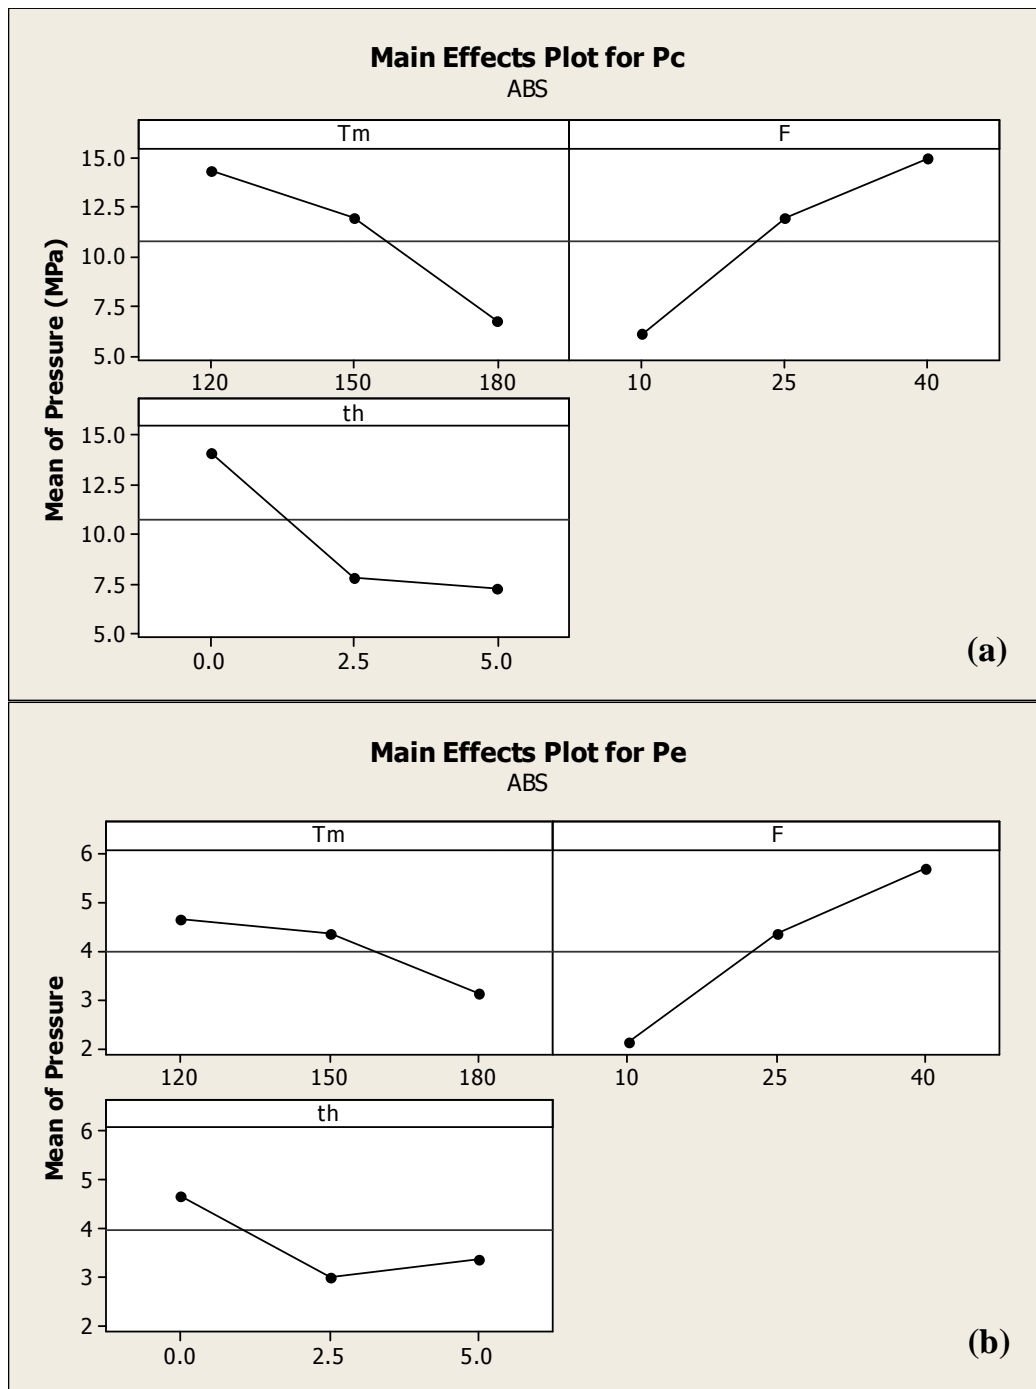 Main Effects Plot for Pc
ABS
Mean of Pressure (MPa)
Tm F
15.0
12.5
10.0
7.5
5.0
120 150 180 10 25 40
th
15.0
12.5
10.0
7.5
5.0
0.0 2.5 5.0
(a)
Main Effects Plot for Pe
ABS
Mean of Pressure
Tm F
6
5
4
3
2
120 150 180 10 25 40
th
6
5
4
3
2
0.0 2.5 5.0
(b)